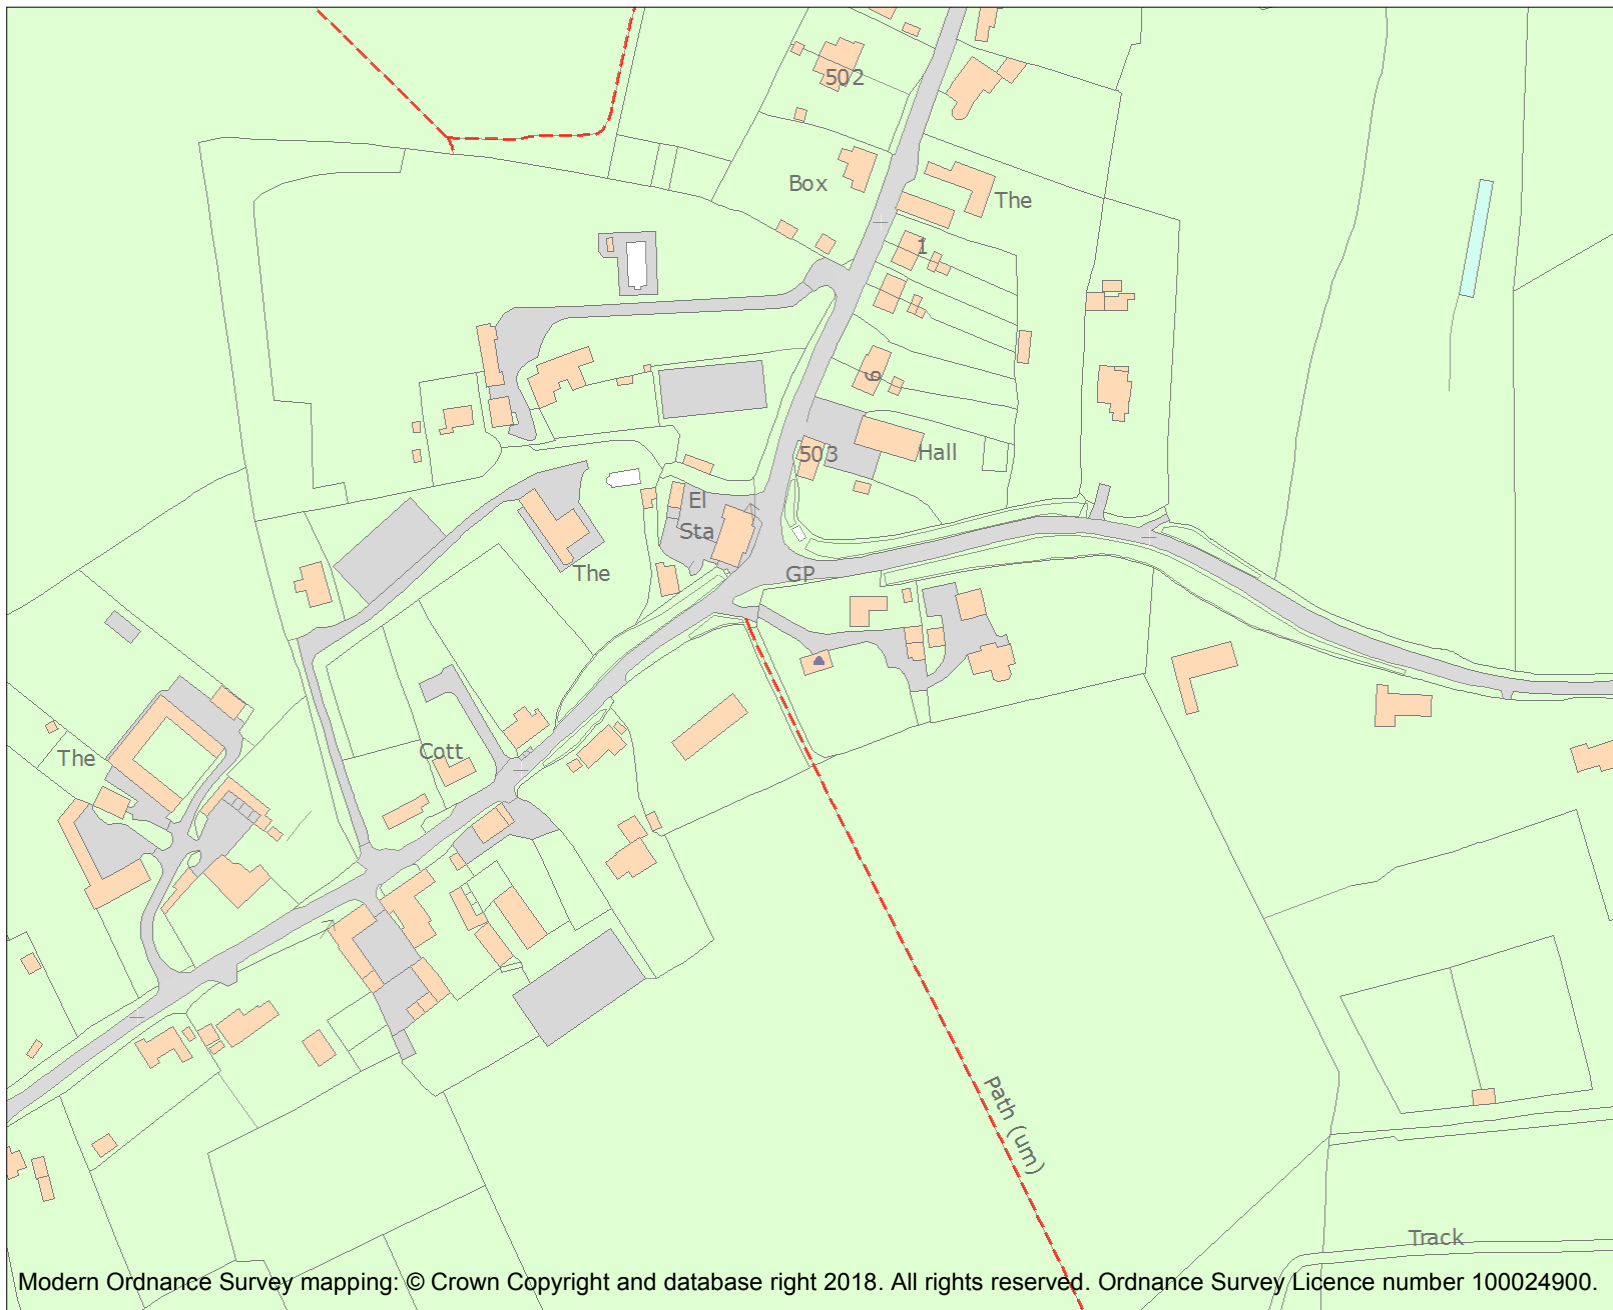 502
Box
The
1
6
503
Hall
El
Sta
GP
The
Cott
The
Path (um)
Track
Modern Ordnance Survey mapping: © Crown Copyright and database right 2018. All rights reserved. Ordnance Survey Licence number 100024900.